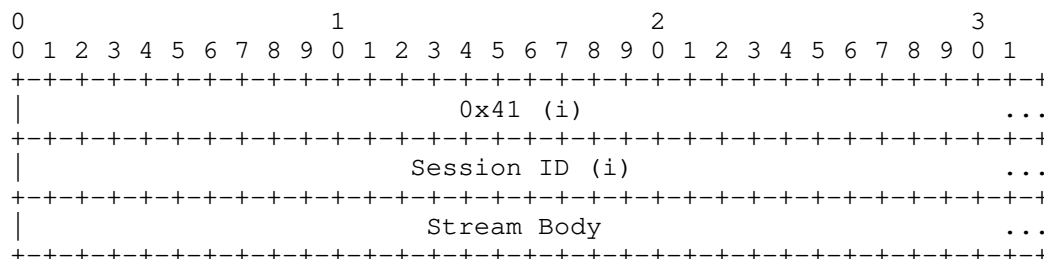 0                   1                   2                   3
0 1 2 3 4 5 6 7 8 9 0 1 2 3 4 5 6 7 8 9 0 1 2 3 4 5 6 7 8 9 0 1
+-+-+-+-+-+-+-+-+-+-+-+-+-+-+-+-+-+-+-+-+-+-+-+-+-+-+-+-+-+-+-+-+
|                           0x41 (i)                          ...
+-+-+-+-+-+-+-+-+-+-+-+-+-+-+-+-+-+-+-+-+-+-+-+-+-+-+-+-+-+-+-+-+
|                        Session ID (i)                       ...
+-+-+-+-+-+-+-+-+-+-+-+-+-+-+-+-+-+-+-+-+-+-+-+-+-+-+-+-+-+-+-+-+
|                         Stream Body                         ...
+-+-+-+-+-+-+-+-+-+-+-+-+-+-+-+-+-+-+-+-+-+-+-+-+-+-+-+-+-+-+-+-+